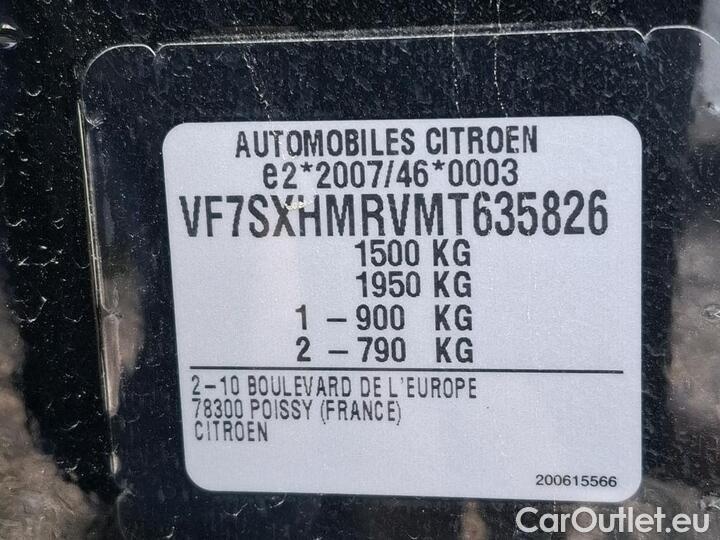 AUTOMOBILES CITROEN
e2*2007/46*0003
VF7SXHMRVMT635826
1500 KG
1950 KG
1 - 900 KG
2 - 790 KG
2-10 BOULEVARD DE L'EUROPE
78300 POISSY (FRANCE)
CITROEN
200615566
CarOutlet.eu